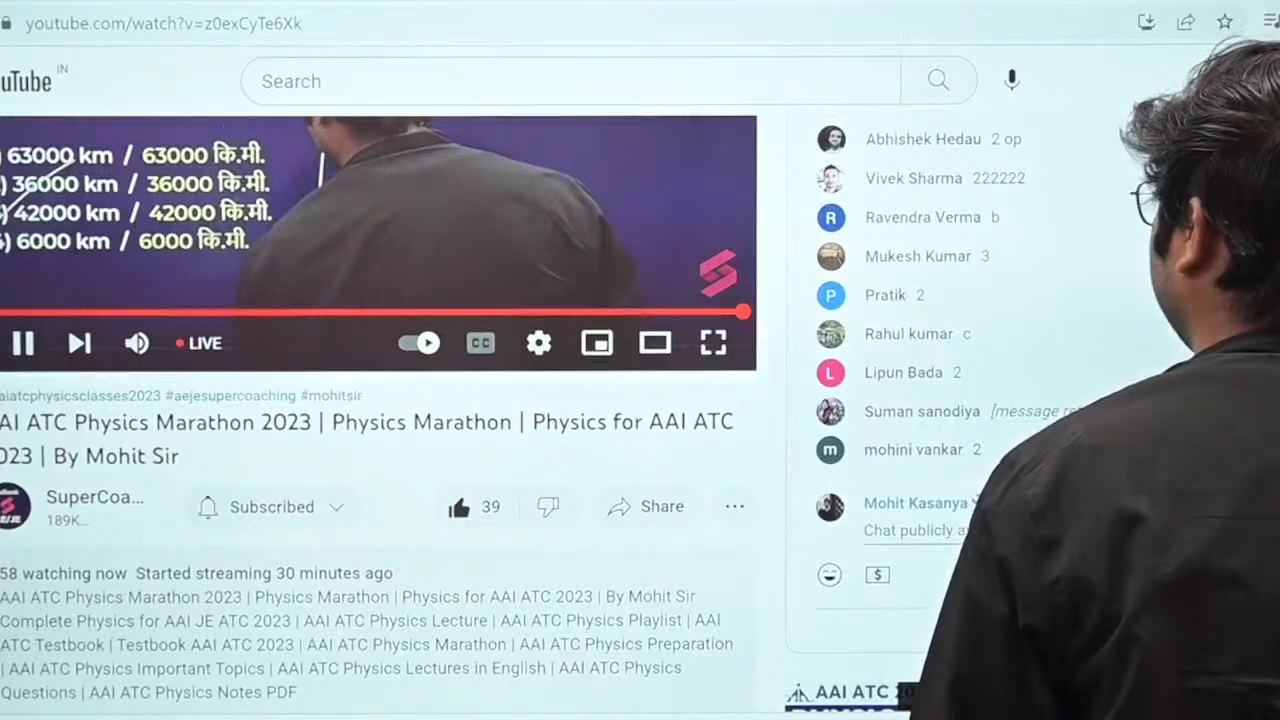 youtube.com/watch?v=z0exCyTe6Xk
uTube IN
Search
) 63000 km / 63000 कि.मी.
) 36000 km / 36000 कि.मी.
) 42000 km / 42000 कि.मी.
) 6000 km / 6000 कि.मी.
LIVE
CC
aiatcphysicsclasses2023 #aejesupercoaching #mohitsir
AI ATC Physics Marathon 2023 | Physics Marathon | Physics for AAI ATC
023 | By Mohit Sir
SuperCoa...
189K...
Subscribed
39
Share
58 watching now Started streaming 30 minutes ago
AAI ATC Physics Marathon 2023 | Physics Marathon | Physics for AAI ATC 2023 | By Mohit Sir
Complete Physics for AAI JE ATC 2023 | AAI ATC Physics Lecture | AAI ATC Physics Playlist | AAI
ATC Testbook | Testbook AAI ATC 2023 | AAI ATC Physics Marathon | AAI ATC Physics Preparation
| AAI ATC Physics Important Topics | AAI ATC Physics Lectures in English | AAI ATC Physics
Questions | AAI ATC Physics Notes PDF
Abhishek Hedau 2 op
Vivek Sharma 222222
R Ravendra Verma b
Mukesh Kumar 3
P Pratik 2
Rahul kumar c
L Lipun Bada 2
Suman sanodiya [message re
m mohini vankar 2
Mohit Kasanya
Chat publicly a
$
AAI ATC 20